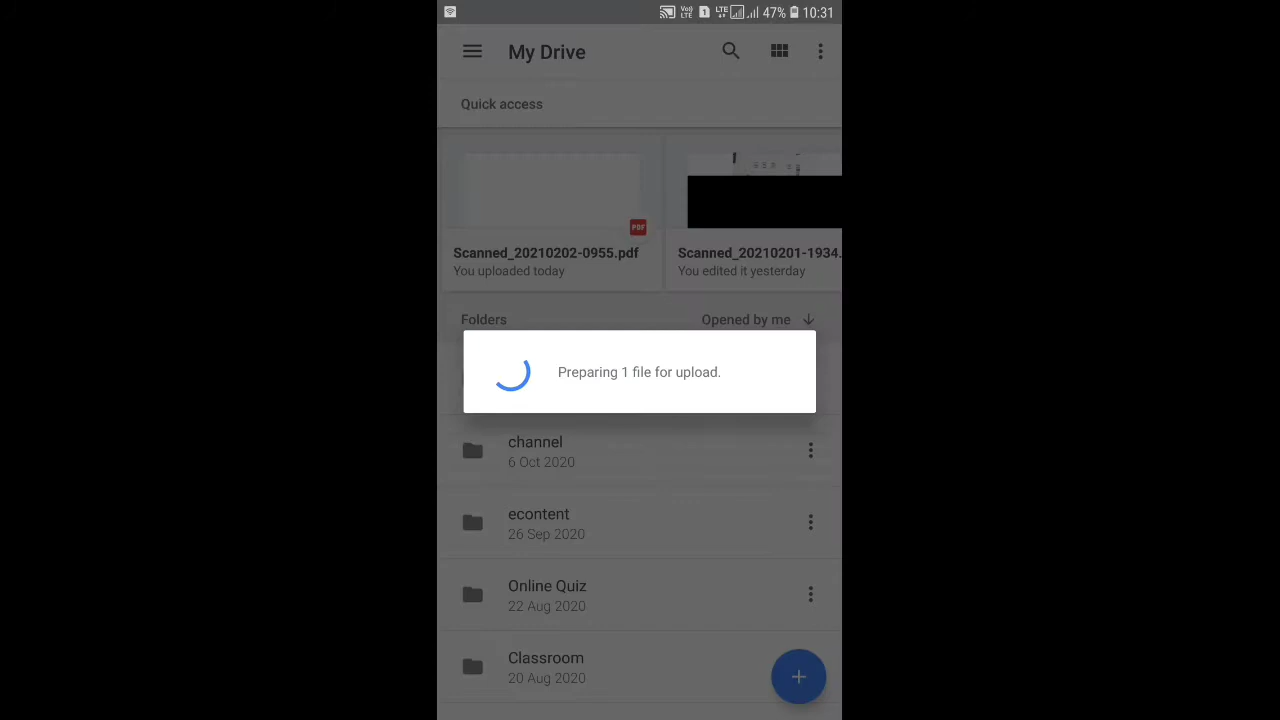 47% 10:31
My Drive
Quick access
PDF
Scanned_20210202-0955.pdf
You uploaded today
Scanned_20210201-1934.
You edited it yesterday
Folders
Opened by me
Preparing 1 file for upload.
channel
6 Oct 2020
econtent
26 Sep 2020
Online Quiz
22 Aug 2020
Classroom
20 Aug 2020